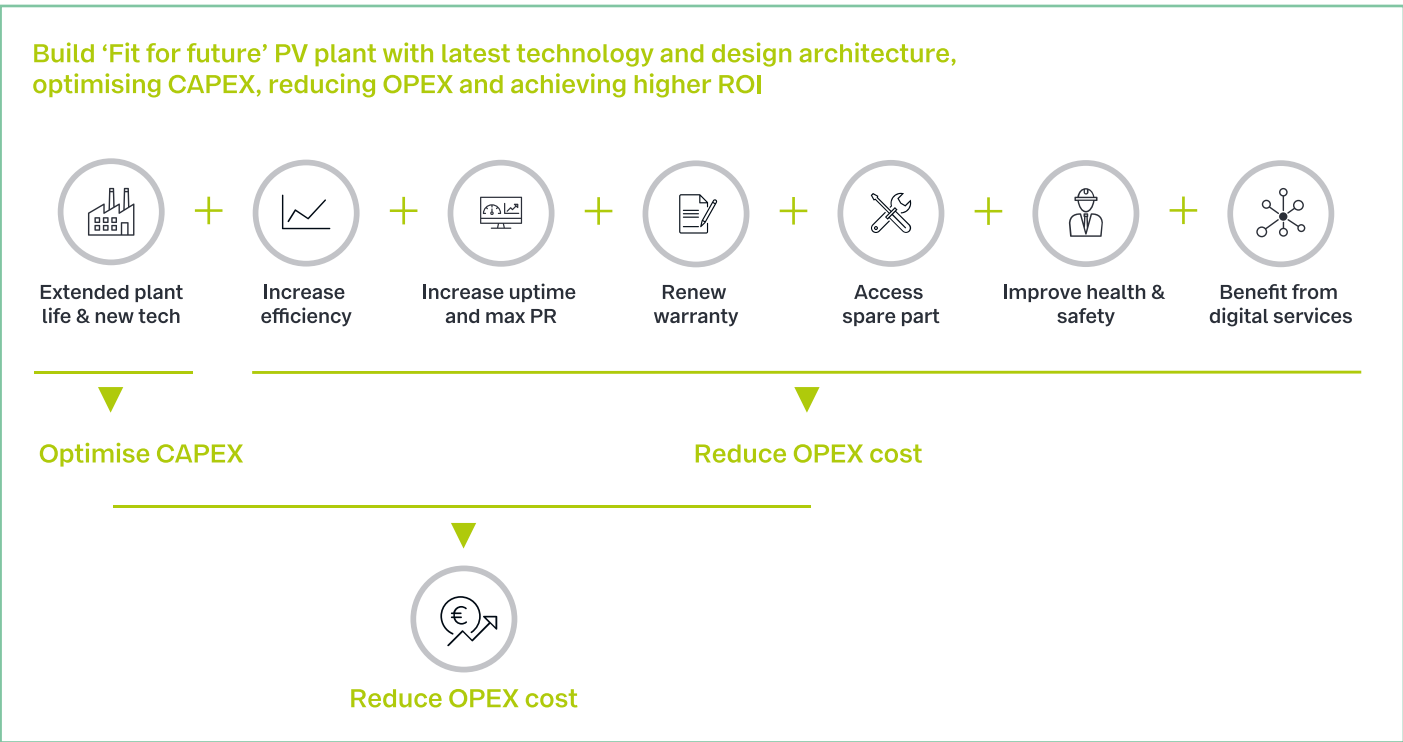 Build ‘Fit for future’ PV plant with latest technology and design architecture,
optimising CAPEX, reducing OPEX and achieving higher ROI
Extended plant
life & new tech
Increase
efficiency
Increase uptime
and max PR
Renew
warranty
Access
spare part
Improve health &
safety
Benefit from
digital services
Optimise CAPEX
Reduce OPEX cost
€
Reduce OPEX cost